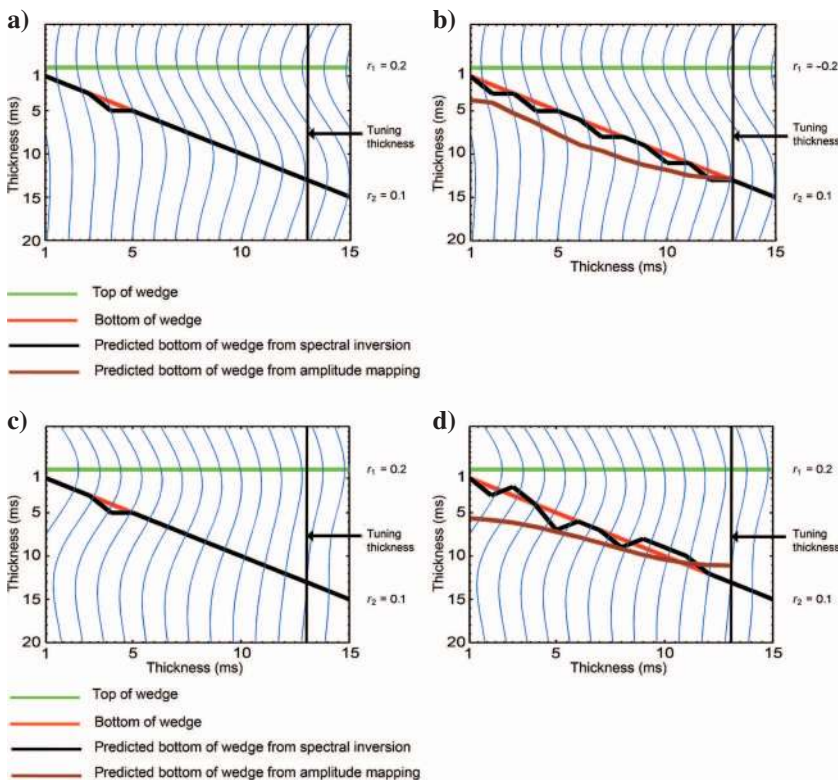 a)
r1 = 0.2
1
5
10
15
20
Thickness (ms)
Tuning
thickness
r2 = 0.1
1
5
10
15
b)
r1 = -0.2
1
5
10
15
20
Thickness (ms)
Tuning
thickness
r2 = 0.1
1
5
10
15
Thickness (ms)
Top of wedge
Bottom of wedge
Predicted bottom of wedge from spectral inversion
Predicted bottom of wedge from amplitude mapping
c)
r1 = 0.2
1
5
10
15
20
Thickness (ms)
Tuning
thickness
r2 = 0.1
1
5
10
15
Thickness (ms)
d)
r1 = 0.2
1
5
10
15
20
Thickness (ms)
Tuning
thickness
r2 = 0.1
1
5
10
15
Thickness (ms)
Top of wedge
Bottom of wedge
Predicted bottom of wedge from spectral inversion
Predicted bottom of wedge from amplitude mapping